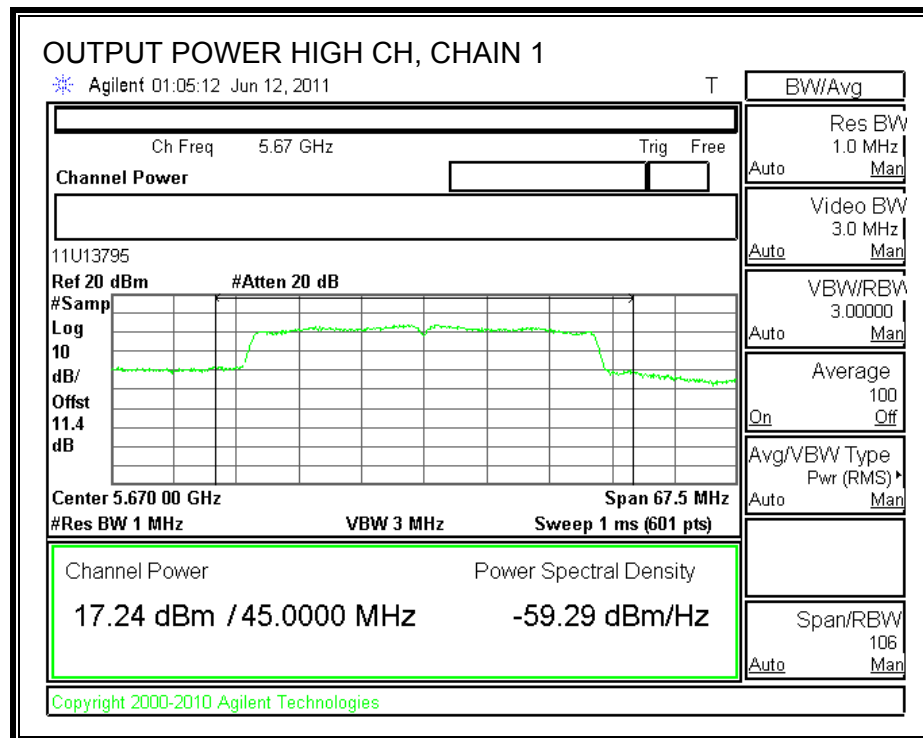 OUTPUT POWER HIGH CH, CHAIN 1
Agilent 01:05:12 Jun 12, 2011 T
Ch Freq 5.67 GHz Trig Free
Channel Power
11U13795
Ref 20 dBm #Atten 20 dB
#Samp
Log
10
dB/
Offst
11.4
dB
Center 5.670 00 GHz Span 67.5 MHz
#Res BW 1 MHz VBW 3 MHz Sweep 1 ms (601 pts)
Channel Power Power Spectral Density
17.24 dBm / 45.0000 MHz -59.29 dBm/Hz
Copyright 2000-2010 Agilent Technologies
BW/Avg
Res BW
1.0 MHz
Auto Man
Video BW
3.0 MHz
Auto Man
VBW/RBW
3.00000
Auto Man
Average
100
On Off
Avg/VBW Type
Pwr (RMS)
Auto Man
Span/RBW
106
Auto Man